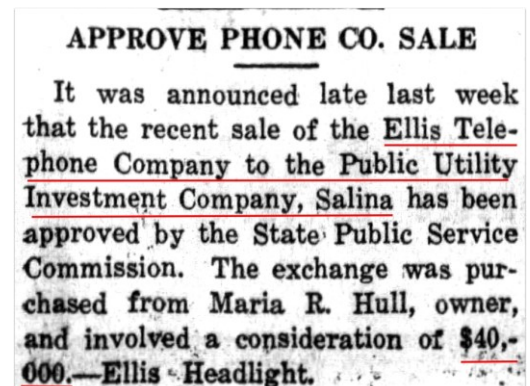 APPROVE PHONE CO. SALE
It was announced late last week
that the recent sale of the Ellis Tele-
phone Company to the Public Utility
Investment Company, Salina has been
approved by the State Public Service
Commission. The exchange was pur-
chased from Maria R. Hull, owner,
and involved a consideration of $40,-
000.—Ellis Headlight.